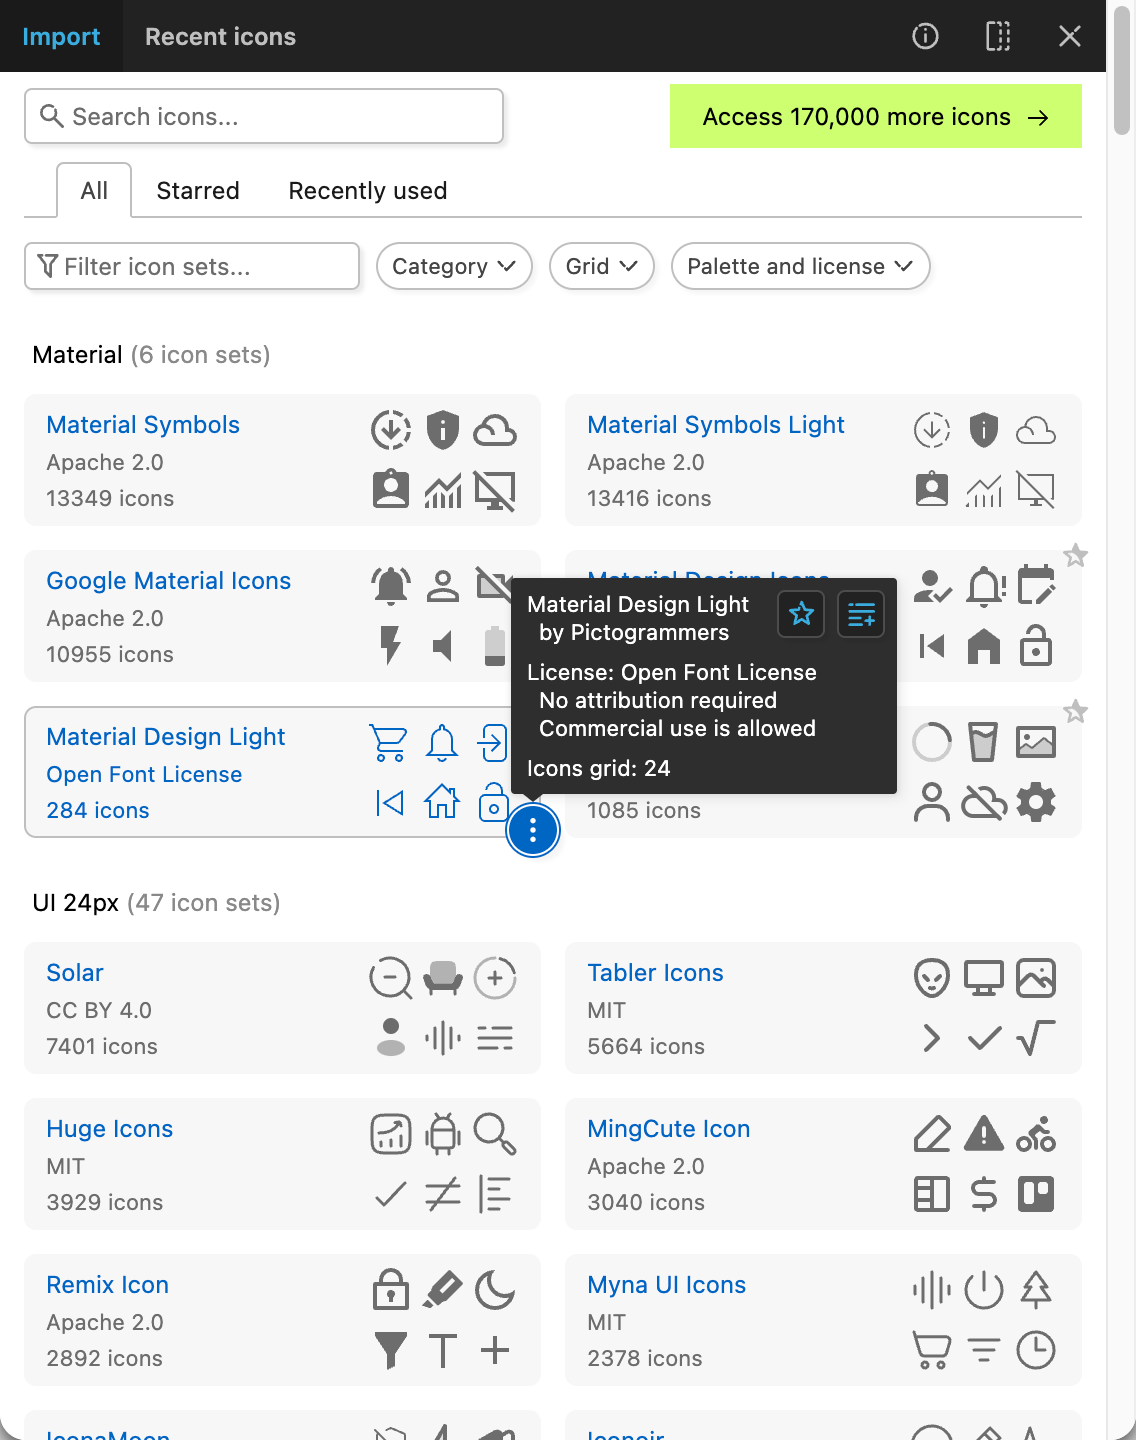 Import
Recent icons
Search icons...
Access 170,000 more icons →
All
Starred
Recently used
Filter icon sets...
Category
Grid
Palette and license
Material (6 icon sets)
Material Symbols
Apache 2.0
13349 icons
Material Symbols Light
Apache 2.0
13416 icons
Google Material Icons
Apache 2.0
10955 icons
Material Design Icons
Material Design Light
by Pictogrammers
License: Open Font License
No attribution required
Commercial use is allowed
Icons grid: 24
Material Design Light
Open Font License
284 icons
1085 icons
UI 24px (47 icon sets)
Solar
CC BY 4.0
7401 icons
Tabler Icons
MIT
5664 icons
Huge Icons
MIT
3929 icons
MingCute Icon
Apache 2.0
3040 icons
Remix Icon
Apache 2.0
2892 icons
Myna UI Icons
MIT
2378 icons
IconaMoon
Iconoir